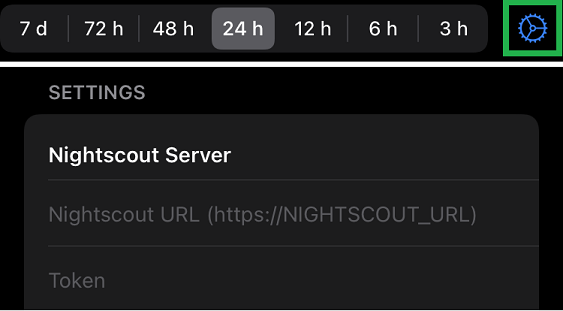 7 d 72 h 48 h 24 h 12 h 6 h 3 h
SETTINGS
Nightscout Server
Nightscout URL (https://NIGHTSCOUT_URL)
Token